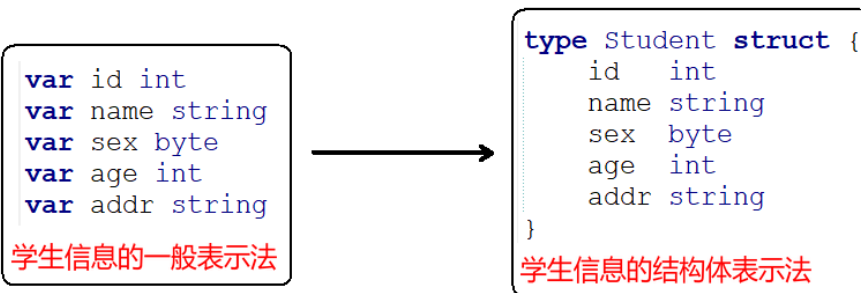 var id int
var name string
var sex byte
var age int
var addr string
学生信息的一般表示法
type Student struct {
id int
name string
sex byte
age int
addr string
}
学生信息的结构体表示法